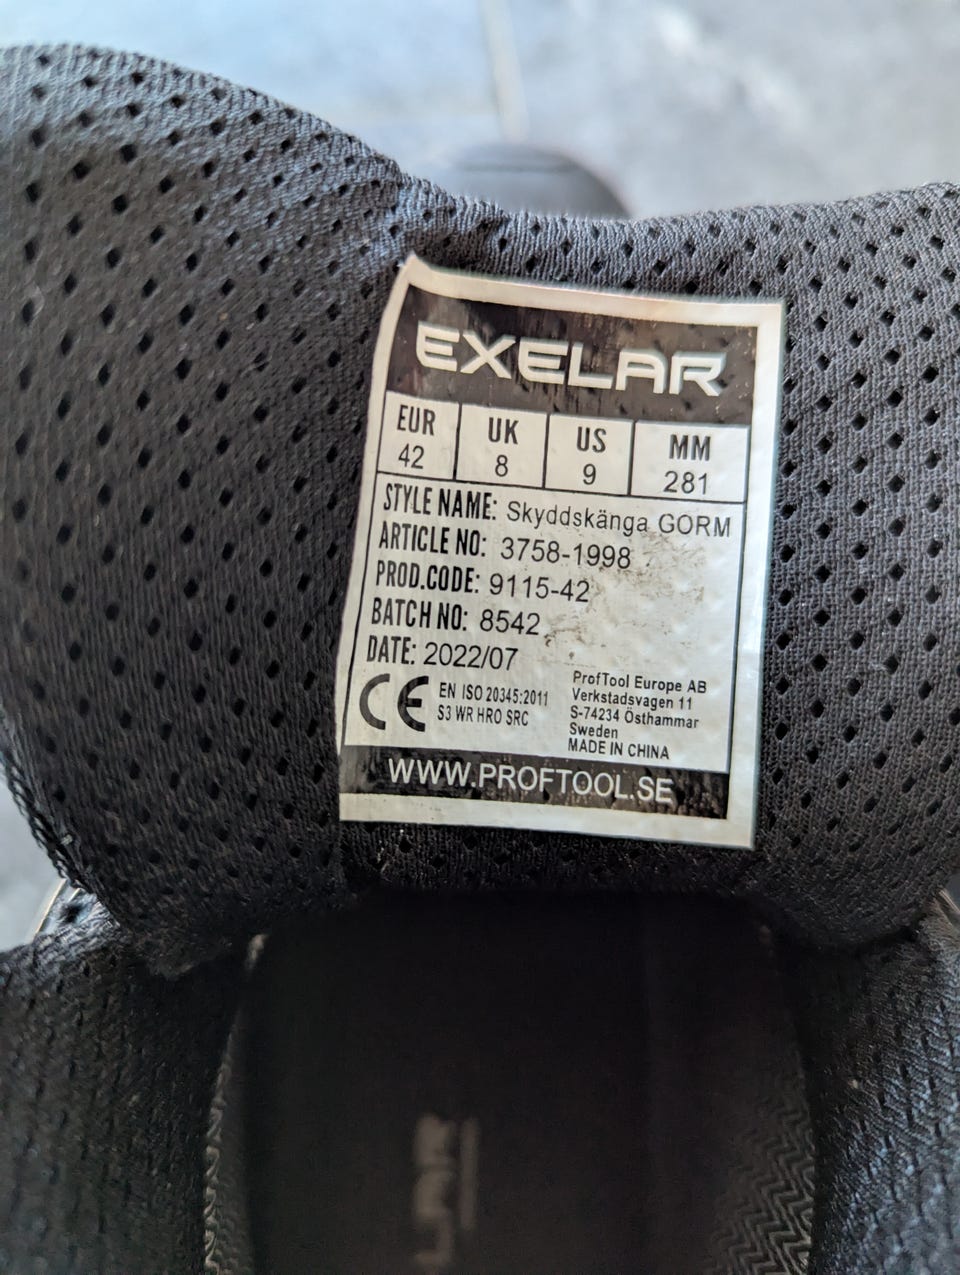 EXELAR
EUR UK US MM
42 8 9 281
STYLE NAME: Skyddskänga GORM
ARTICLE NO: 3758-1998
PROD.CODE: 9115-42
BATCH NO: 8542
DATE: 2022/07
CE EN ISO 20345:2011
S3 WR HRO SRC
ProfTool Europe AB
Verkstadsvagen 11
S-74234 Östhammar
Sweden
MADE IN CHINA
WWW.PROFTOOL.SE